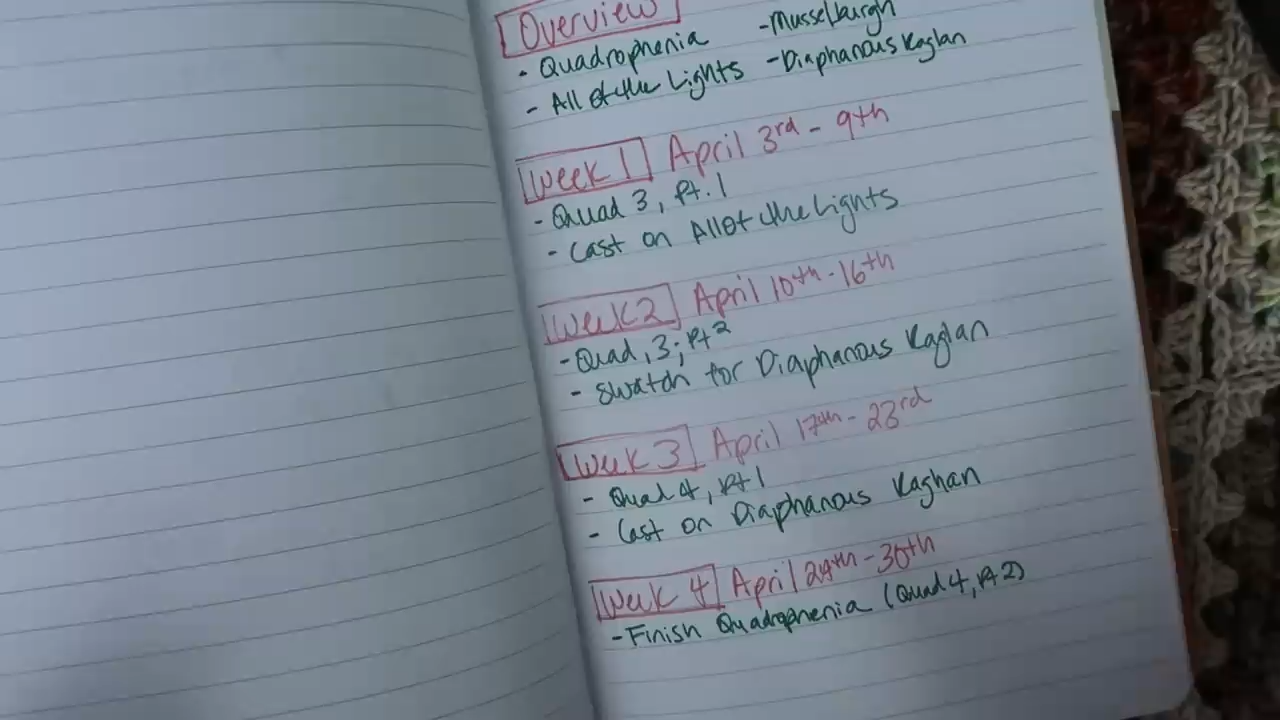 Overview
• Quadrophenia -Musselburgh
- All of the Lights -Diaphanous Raglan
Week 1 April 3rd - 9th
- Quad 3, Pt. 1
- Cast on All of the Lights
Week 2 April 10th - 16th
- Quad, 3; Pt 2
- Swatch for Diaphanous Raglan
Week 3 April 17th - 23rd
- Quad 4, Pt 1
- Cast on Diaphanous Raghan
Week 4 April 24th - 30th
- Finish Quadrophenia (Quad 4, Pt 2)